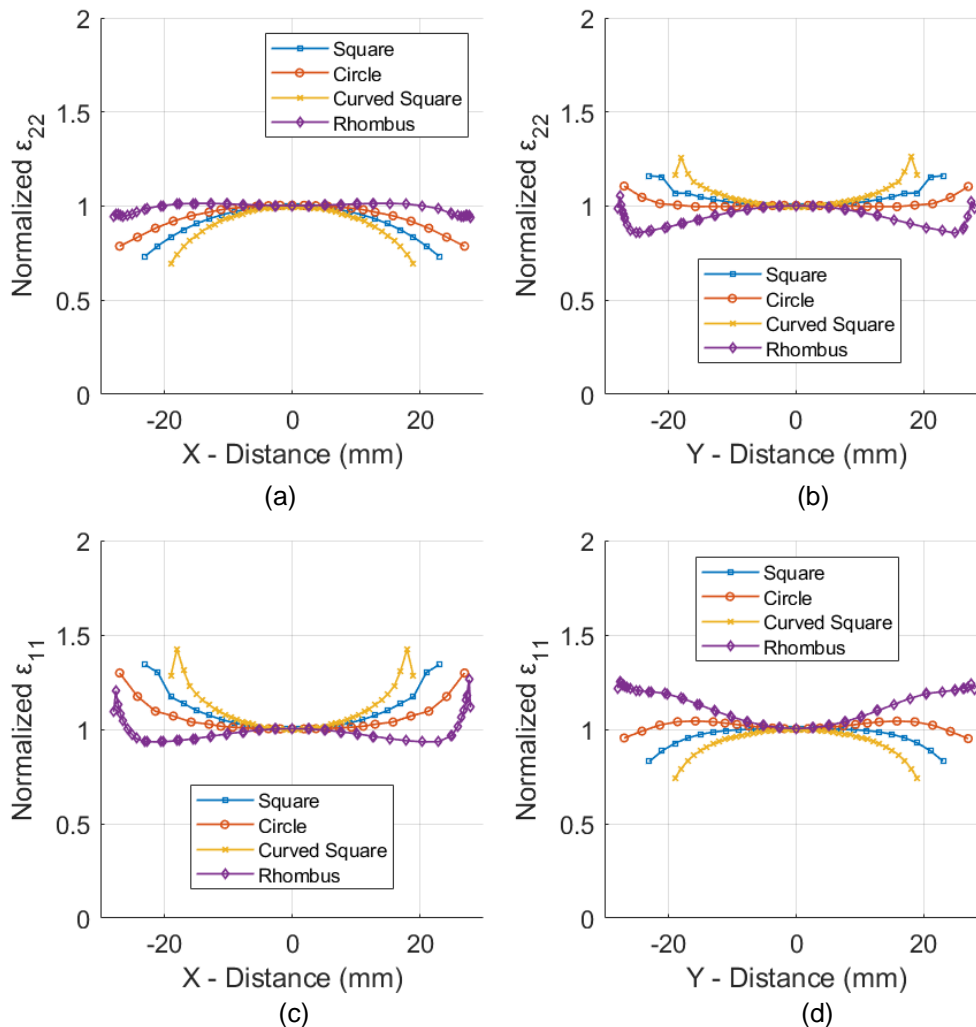 2
1.5
1
0.5
0
Normalized ε22
Square
Circle
Curved Square
Rhombus
-20
0
20
X - Distance (mm)
(a)
2
1.5
1
0.5
0
Normalized ε22
Square
Circle
Curved Square
Rhombus
-20
0
20
Y - Distance (mm)
(b)
2
1.5
1
0.5
0
Normalized ε11
Square
Circle
Curved Square
Rhombus
-20
0
20
X - Distance (mm)
(c)
2
1.5
1
0.5
0
Normalized ε11
Square
Circle
Curved Square
Rhombus
-20
0
20
Y - Distance (mm)
(d)